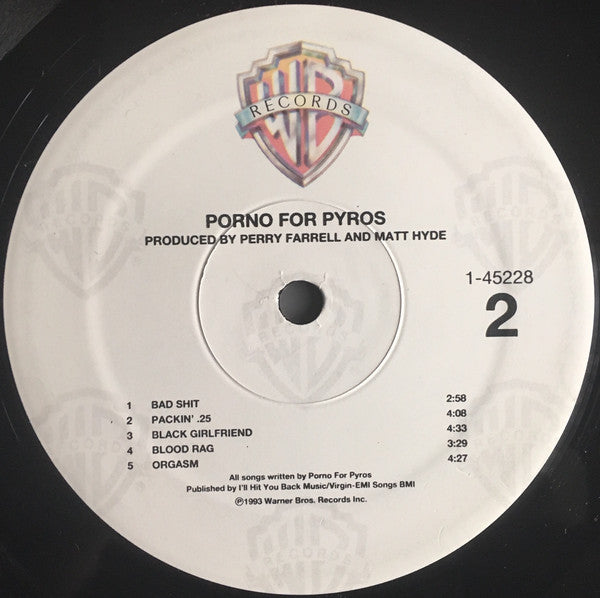 WB
RECORDS
PORNO FOR PYROS
PRODUCED BY PERRY FARRELL AND MATT HYDE
1-45228
2
1 BAD SHIT 2:58
2 PACKIN' .25 4:08
3 BLACK GIRLFRIEND 4:33
4 BLOOD RAG 3:29
5 ORGASM 4:27
All songs written by Porno For Pyros
Published by I'll Hit You Back Music/Virgin-EMI Songs BMI
℗©1993 Warner Bros. Records Inc.